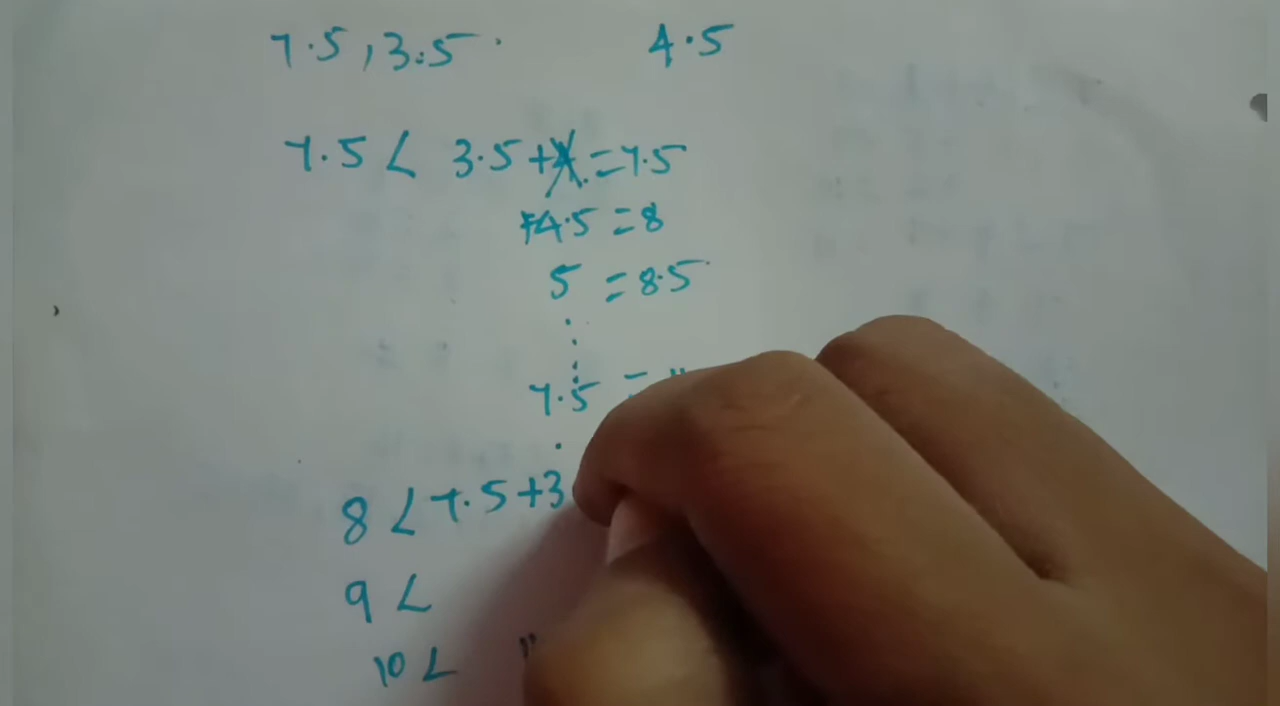 7.5, 3.5 4.5
7.5 < 3.5+4 = 7.5
+4.5 = 8
5 = 8.5
7.5 =
8 < 7.5+3
9 <
10 < "